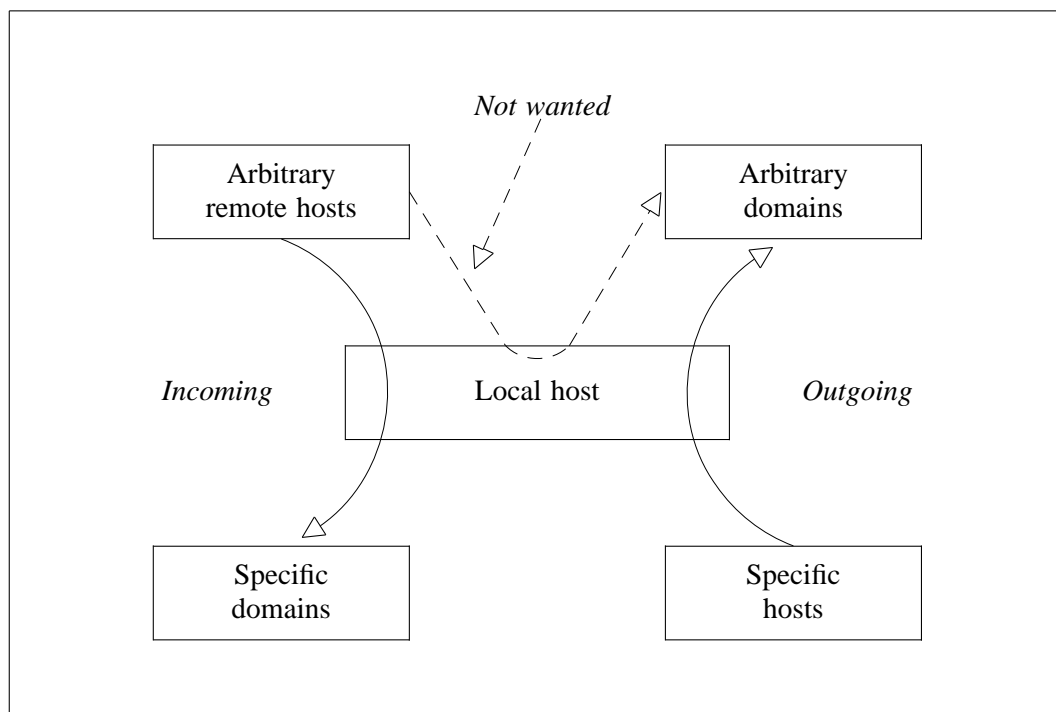 Not wanted
Arbitrary
remote hosts
Arbitrary
domains
Incoming
Local host
Outgoing
Specific
domains
Specific
hosts